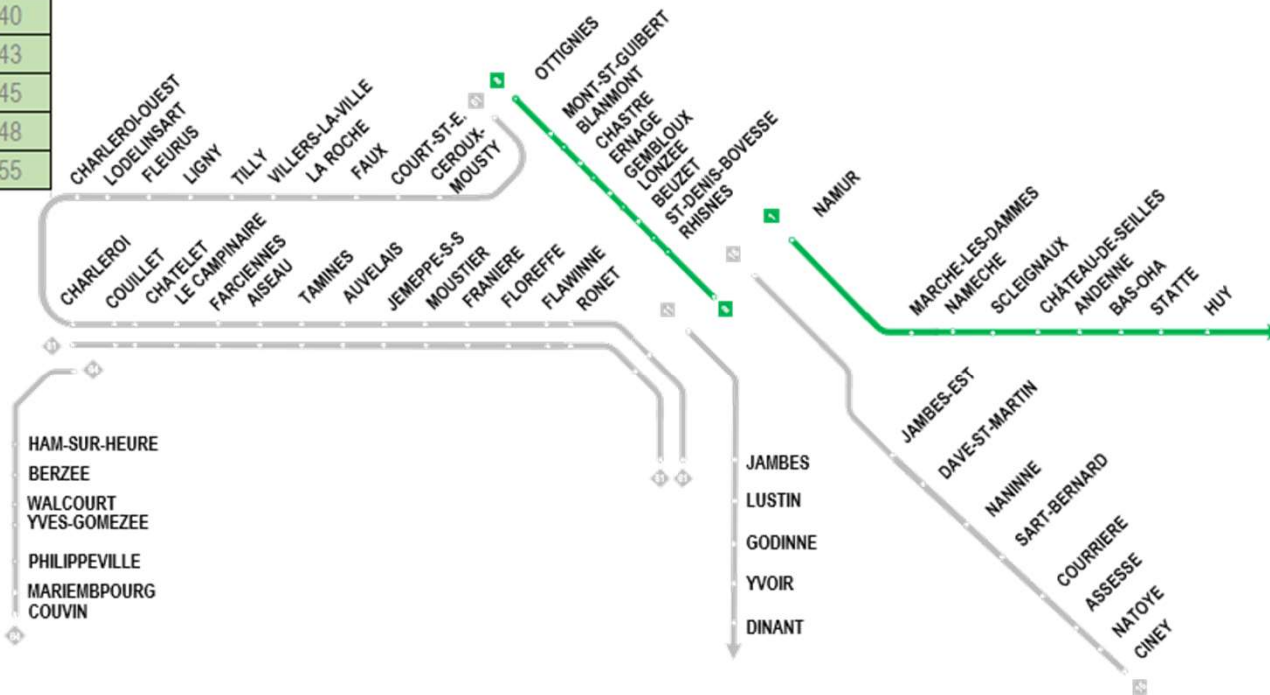 40
43
45
48
55
CHARLEROI-OUEST
LODELINSART
FLEURUS
LIGNY
TILLY
VILLERS-LA-VILLE
LA ROCHE
FAUX
COURT-ST-E.
CEROUX-
MOUSTY
OTTIGNIES
MONT-ST-GUIBERT
BLANMONT
CHASTRE
ERNAGE
GEMBLOUX
LONZEE
BEUZET
ST-DENIS-BOVESSE
RHISNES
NAMUR
MARCHE-LES-DAMMES
NAMECHE
SCLEIGNAUX
CHÂTEAU-DE-SEILLES
ANDENNE
BAS-OHA
STATTE
HUY
CHARLEROI
COUILLET
CHATELET
LE CAMPINAIRE
FARCIENNES
AISEAU
TAMINES
AUVELAIS
JEMEPPE-S-S
MOUSTIER
FRANIERE
FLOREFFE
FLAWINNE
RONET
61
94
HAM-SUR-HEURE
BERZEE
WALCOURT
YVES-GOMEZEE
PHILIPPEVILLE
MARIEMBPOURG
COUVIN
94
JAMBES
LUSTIN
GODINNE
YVOIR
DINANT
JAMBES-EST
DAVE-ST-MARTIN
NANINNE
SART-BERNARD
COURRIERE
ASSESSE
NATOYE
CINEY